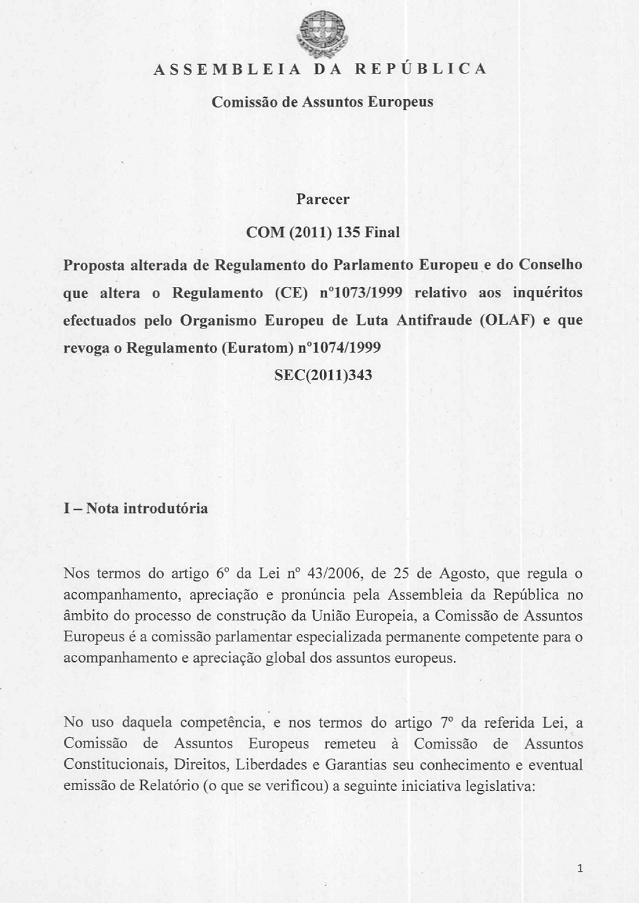 ASSEMBLEIA DA REPÚBLICA
Comissão de Assuntos Europeus
Parecer
COM (2011) 135 Final
Proposta alterada de Regulamento do Parlamento Europeu e do Conselho
que altera o Regulamento (CE) nº1073/1999 relativo aos inquéritos
efectuados pelo Organismo Europeu de Luta Antifraude (OLAF) e que
revoga o Regulamento (Euratom) nº1074/1999
SEC(2011)343
I – Nota introdutória
Nos termos do artigo 6º da Lei nº 43/2006, de 25 de Agosto, que regula o
acompanhamento, apreciação e pronúncia pela Assembleia da República no
âmbito do processo de construção da União Europeia, a Comissão de Assuntos
Europeus é a comissão parlamentar especializada permanente competente para o
acompanhamento e apreciação global dos assuntos europeus.
No uso daquela competência, e nos termos do artigo 7º da referida Lei, a
Comissão de Assuntos Europeus remeteu à Comissão de Assuntos
Constitucionais, Direitos, Liberdades e Garantias seu conhecimento e eventual
emissão de Relatório (o que se verificou) a seguinte iniciativa legislativa:
1